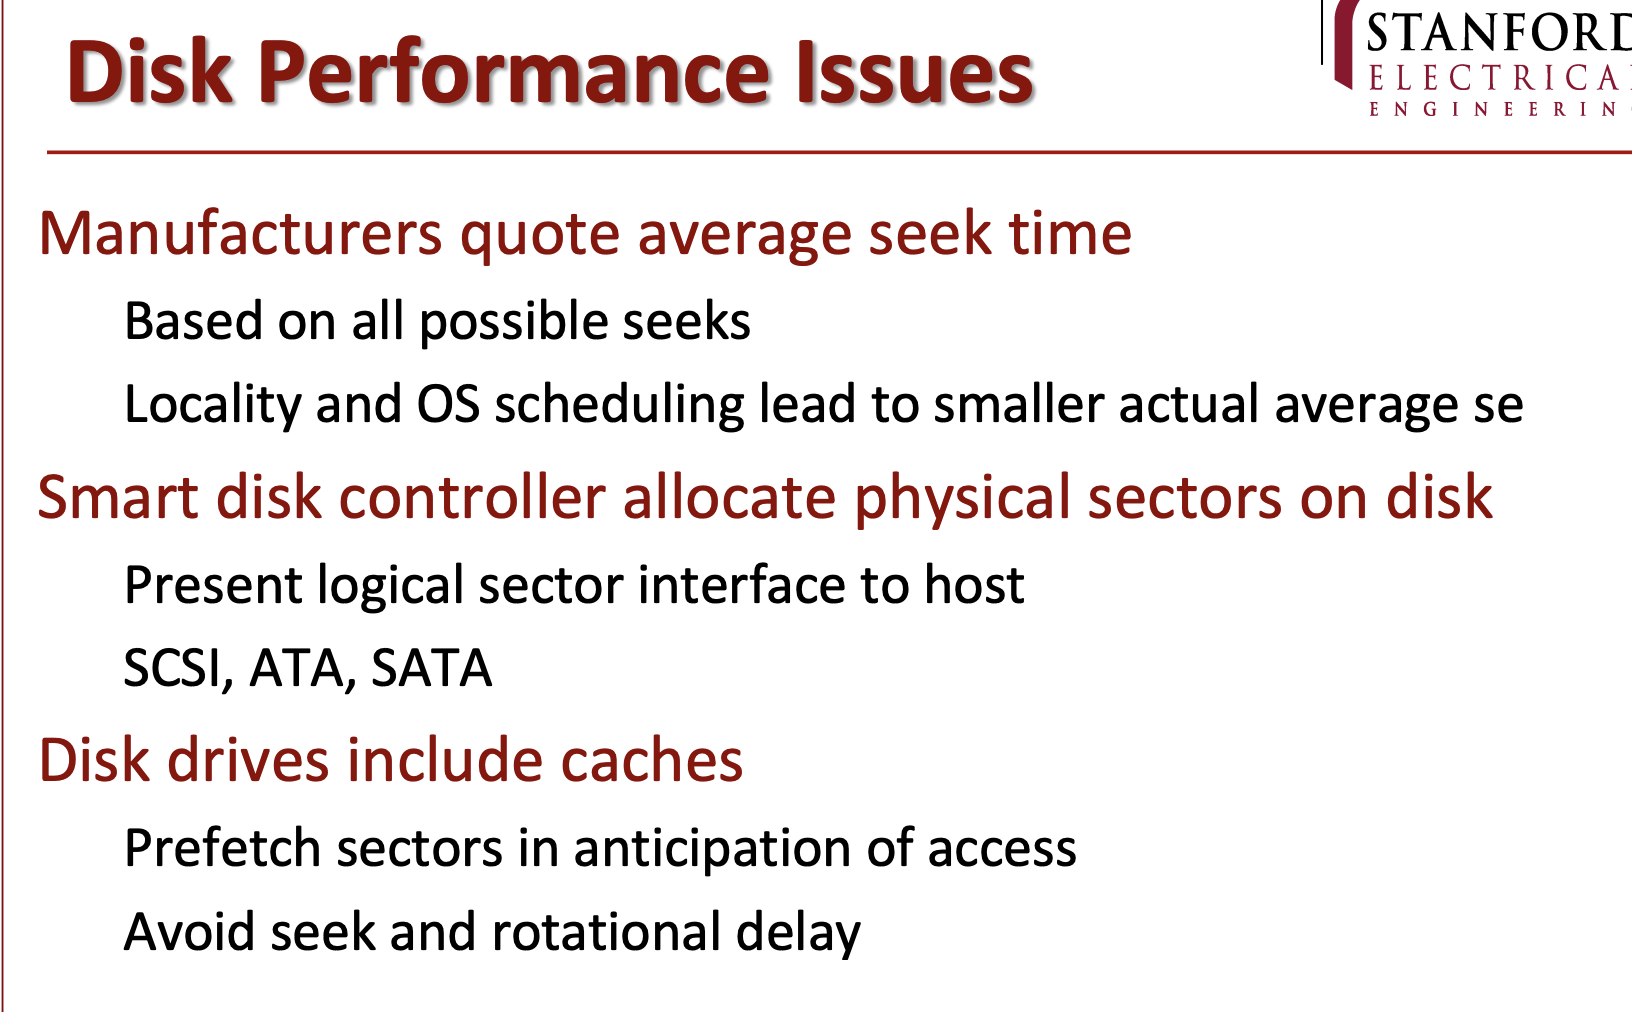 Disk Performance Issues
STANFORD
ELECTRICAL
ENGINEERING
Manufacturers quote average seek time
Based on all possible seeks
Locality and OS scheduling lead to smaller actual average se
Smart disk controller allocate physical sectors on disk
Present logical sector interface to host
SCSI, ATA, SATA
Disk drives include caches
Prefetch sectors in anticipation of access
Avoid seek and rotational delay